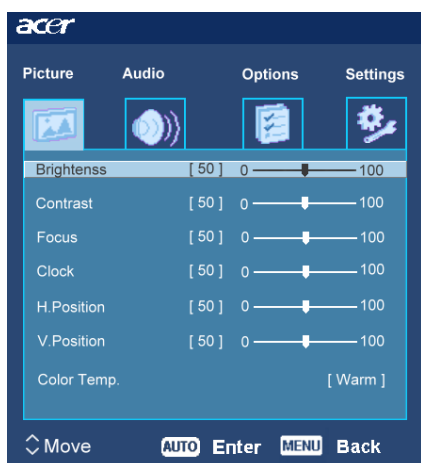 acer
Picture Audio Options Settings
Brightenss [ 50 ] 0 100
Contrast [ 50 ] 0 100
Focus [ 50 ] 0 100
Clock [ 50 ] 0 100
H.Position [ 50 ] 0 100
V.Position [ 50 ] 0 100
Color Temp. [ Warm ]
Move AUTO Enter MENU Back